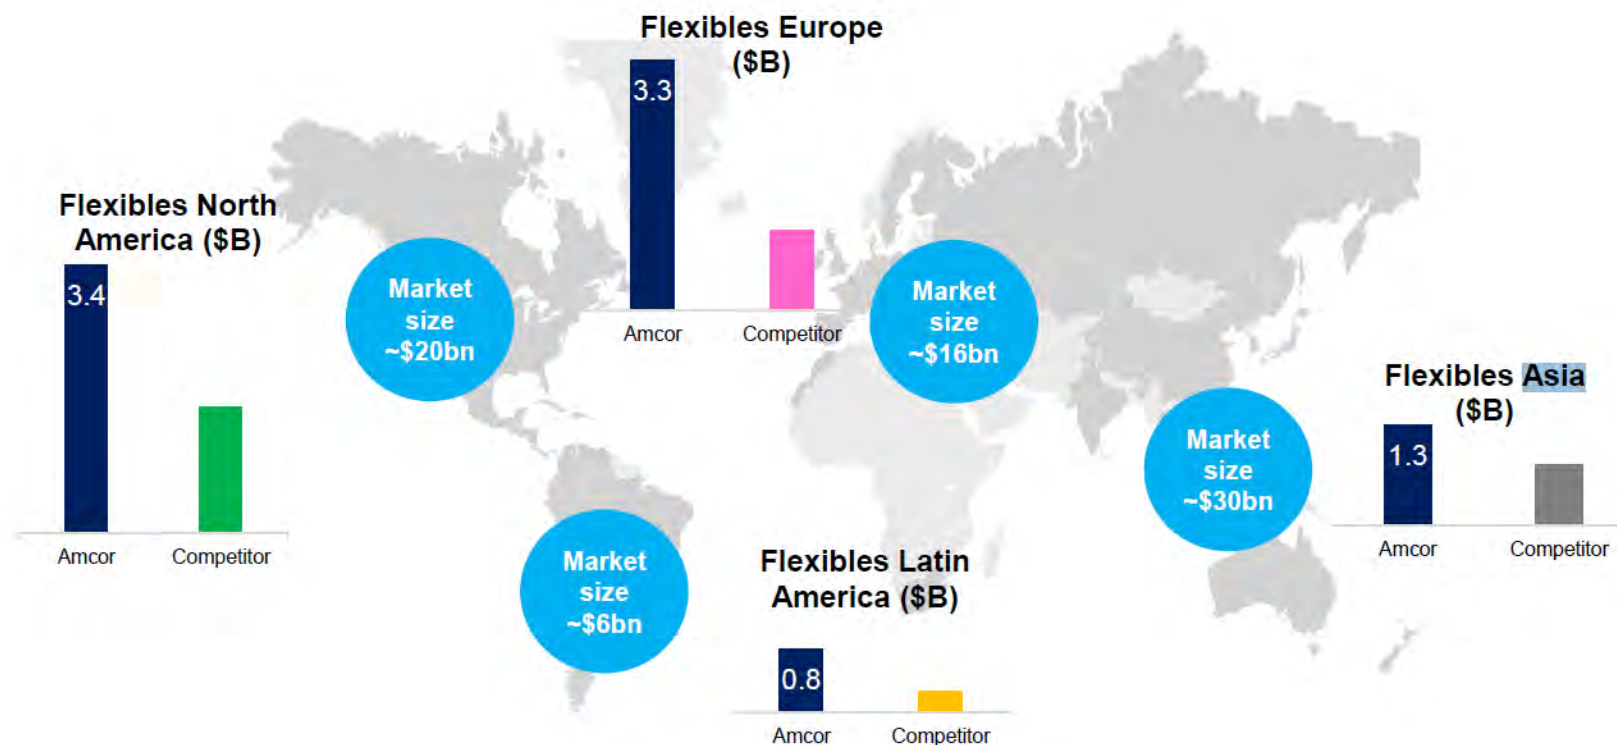 Flexibles Europe
($B)
3.3
Amcor
Competitor
Flexibles North
America ($B)
3.4
Amcor
Competitor
Market
size
~$20bn
Market
size
~$16bn
Flexibles Asia
($B)
1.3
Amcor
Competitor
Market
size
~$30bn
Market
size
~$6bn
Flexibles Latin
America ($B)
0.8
Amcor
Competitor